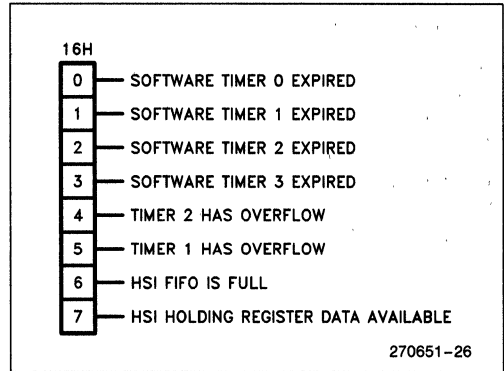 16H
0 SOFTWARE TIMER 0 EXPIRED
1 SOFTWARE TIMER 1 EXPIRED
2 SOFTWARE TIMER 2 EXPIRED
3 SOFTWARE TIMER 3 EXPIRED
4 TIMER 2 HAS OVERFLOW
5 TIMER 1 HAS OVERFLOW
6 HSI FIFO IS FULL
7 HSI HOLDING REGISTER DATA AVAILABLE
270651-26